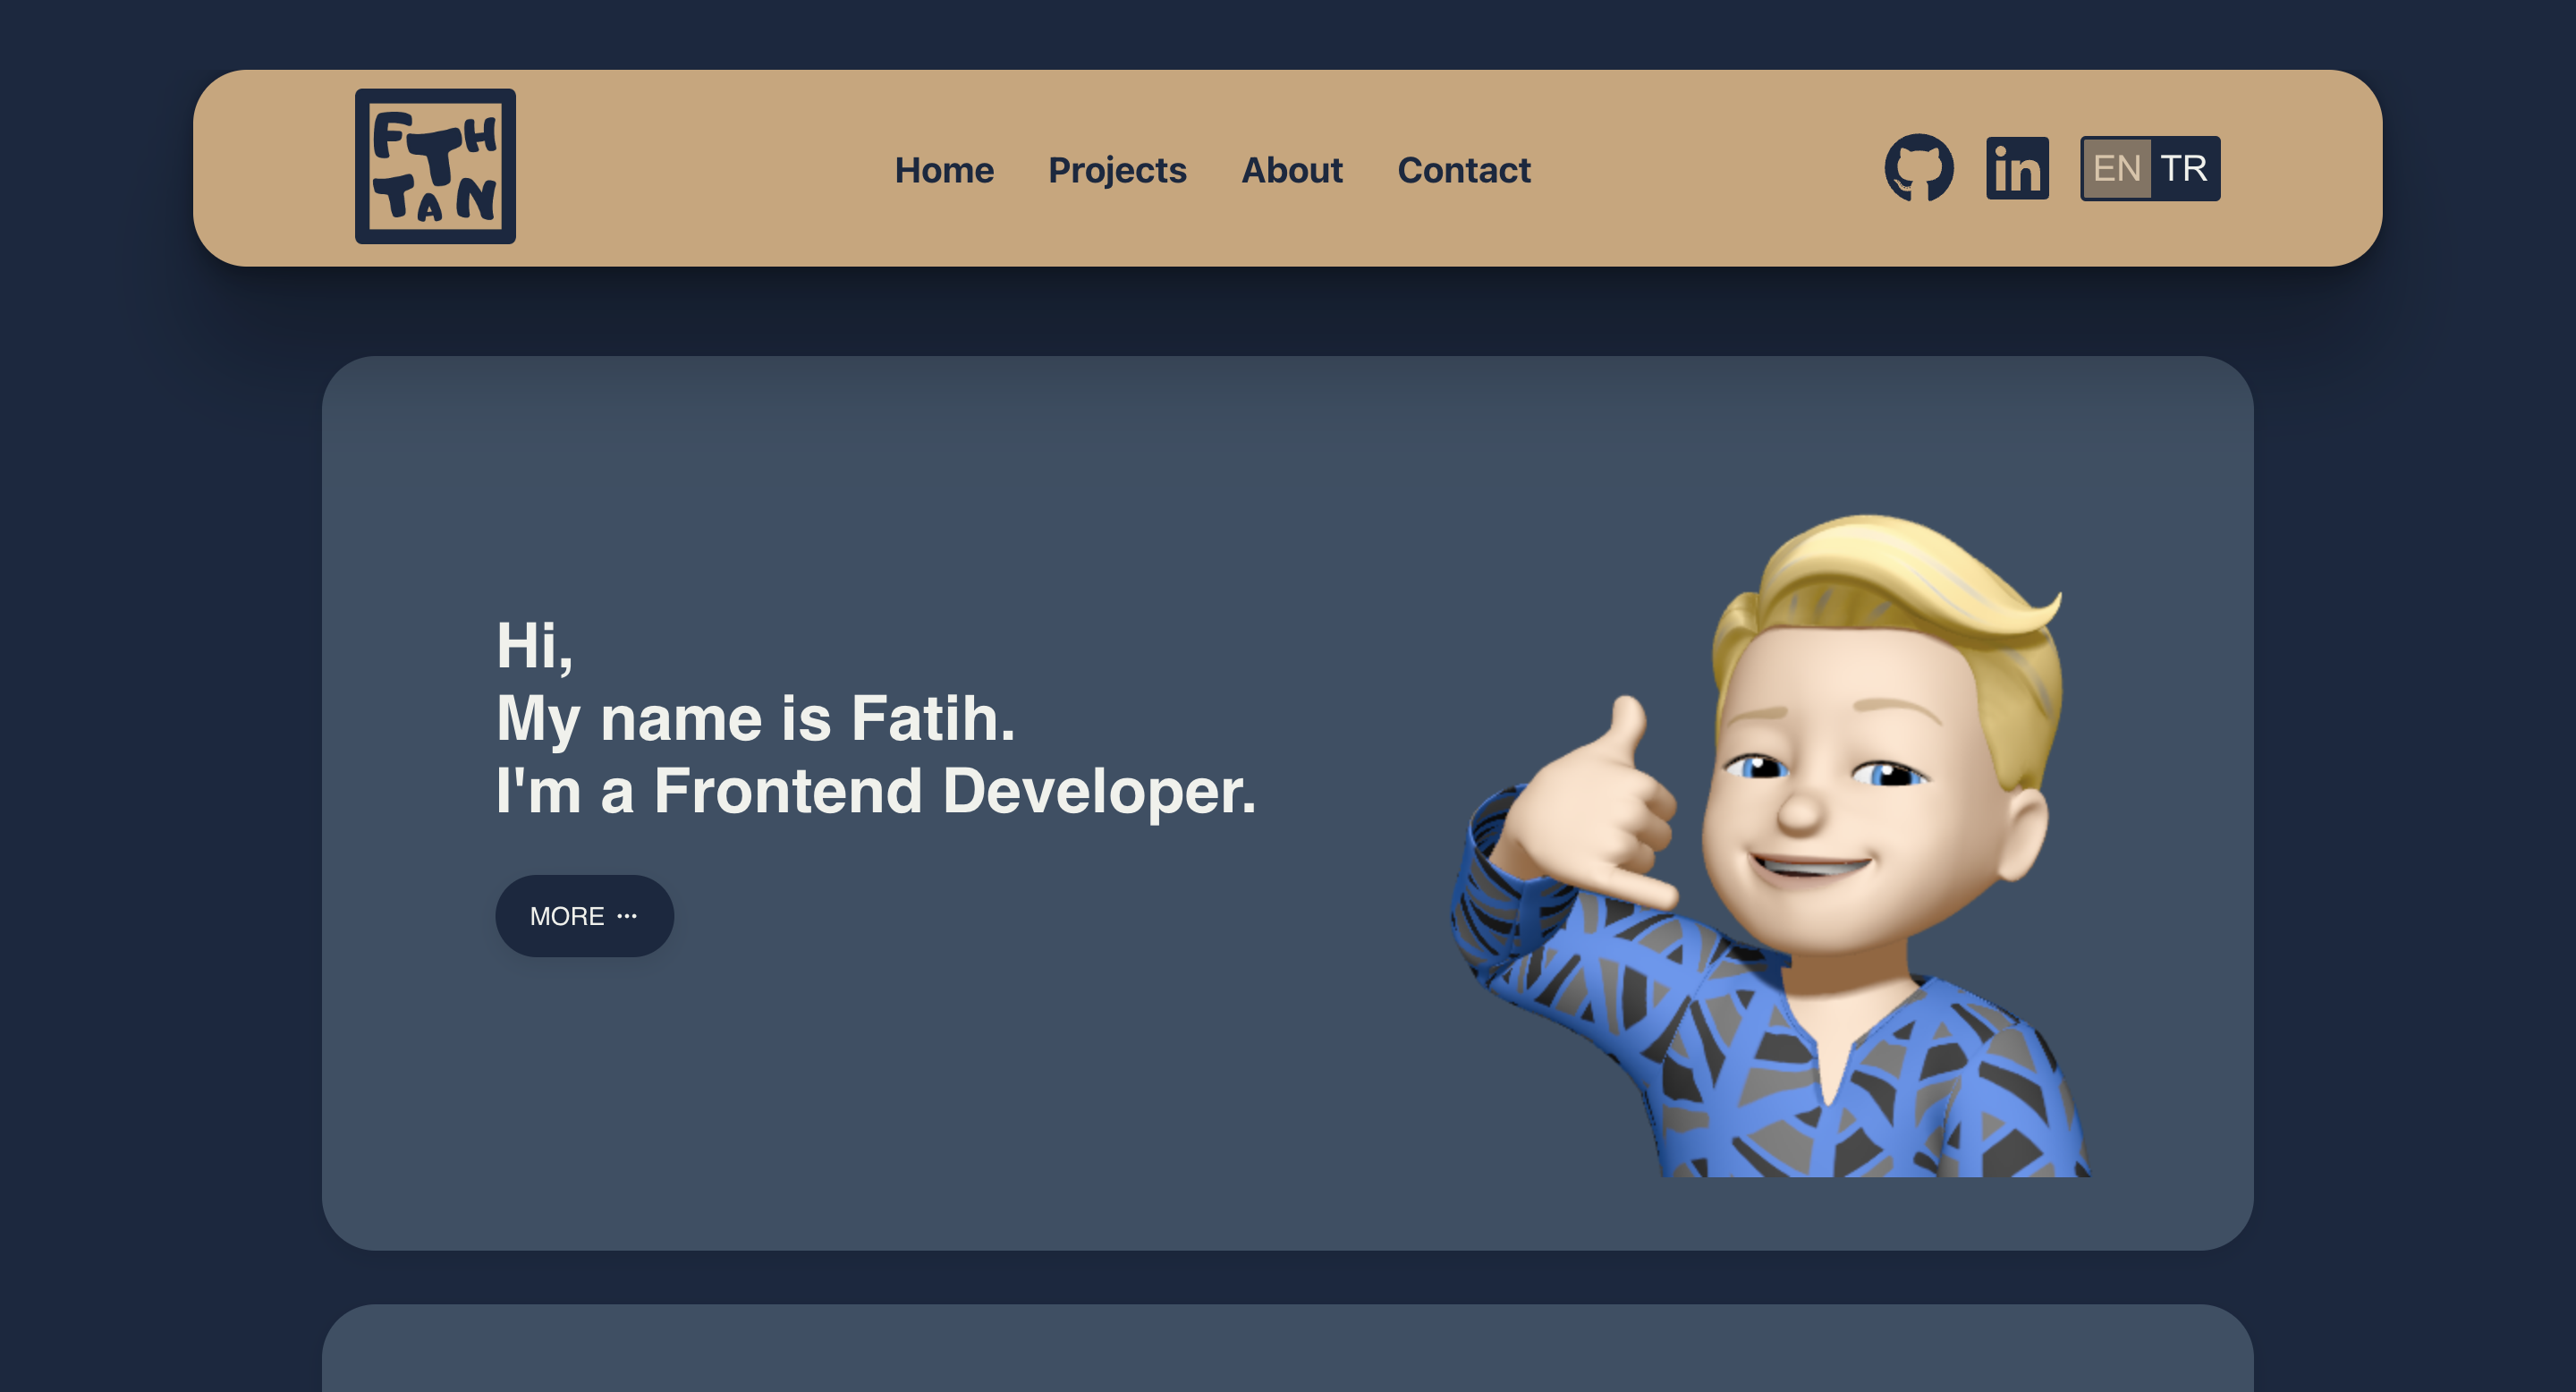 FTH
TAN
Home Projects About Contact
in
EN TR
Hi,
My name is Fatih.
I'm a Frontend Developer.
MORE ···